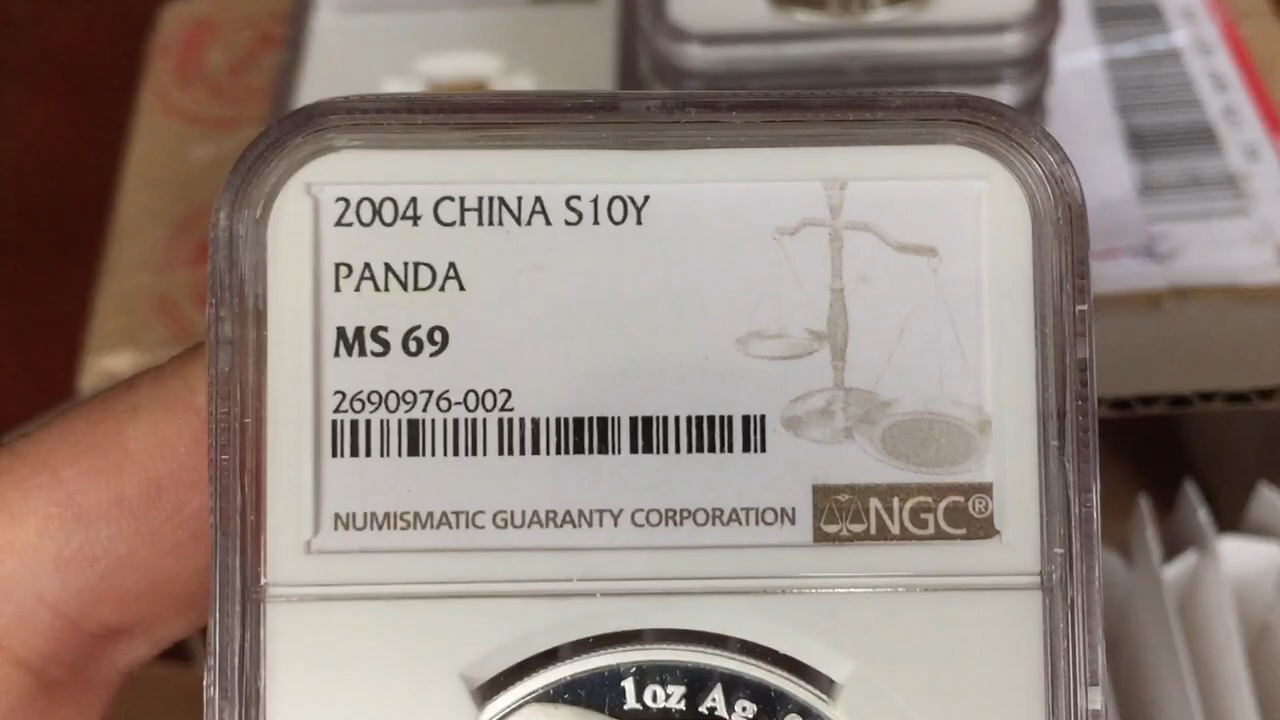 2004 CHINA S10Y
PANDA
MS 69
2690976-002
NUMISMATIC GUARANTY CORPORATION
NGC®
1oz Ag